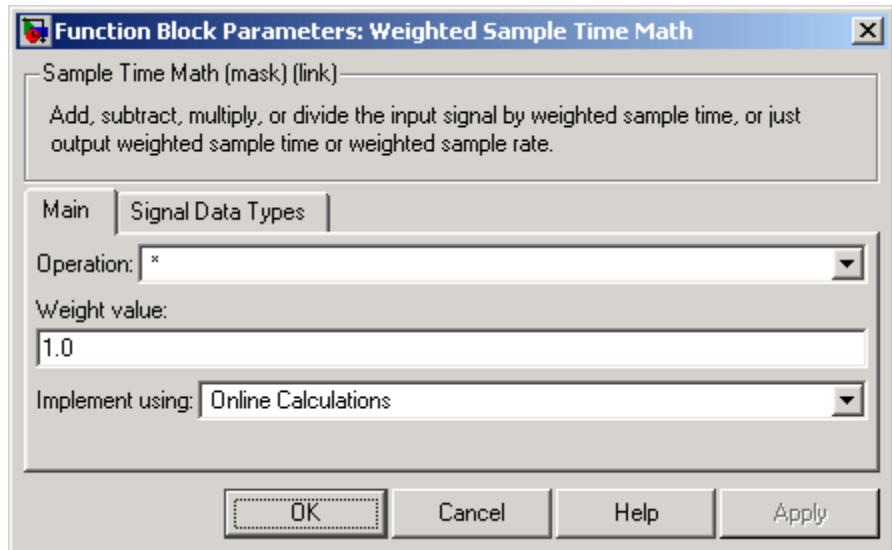 Function Block Parameters: Weighted Sample Time Math
Sample Time Math (mask) (link)
Add, subtract, multiply, or divide the input signal by weighted sample time, or just
output weighted sample time or weighted sample rate.
Main Signal Data Types
Operation: *
Weight value:
1.0
Implement using: Online Calculations
OK Cancel Help Apply